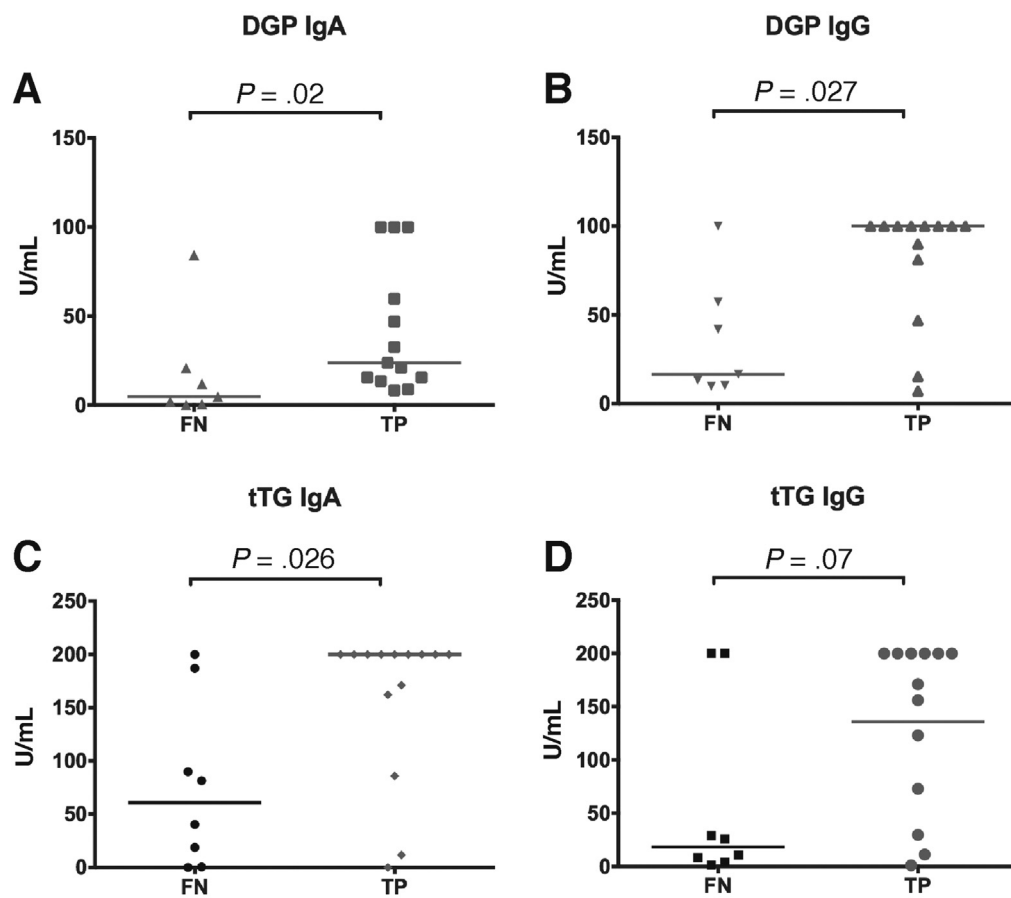 DGP IgA
A
P = .02
150
100
50
0
U/mL
FN TP
DGP IgG
B
P = .027
150
100
50
0
U/mL
FN TP
tTG IgA
C
P = .026
250
200
150
100
50
0
U/mL
FN TP
tTG IgG
D
P = .07
250
200
150
100
50
0
U/mL
FN TP